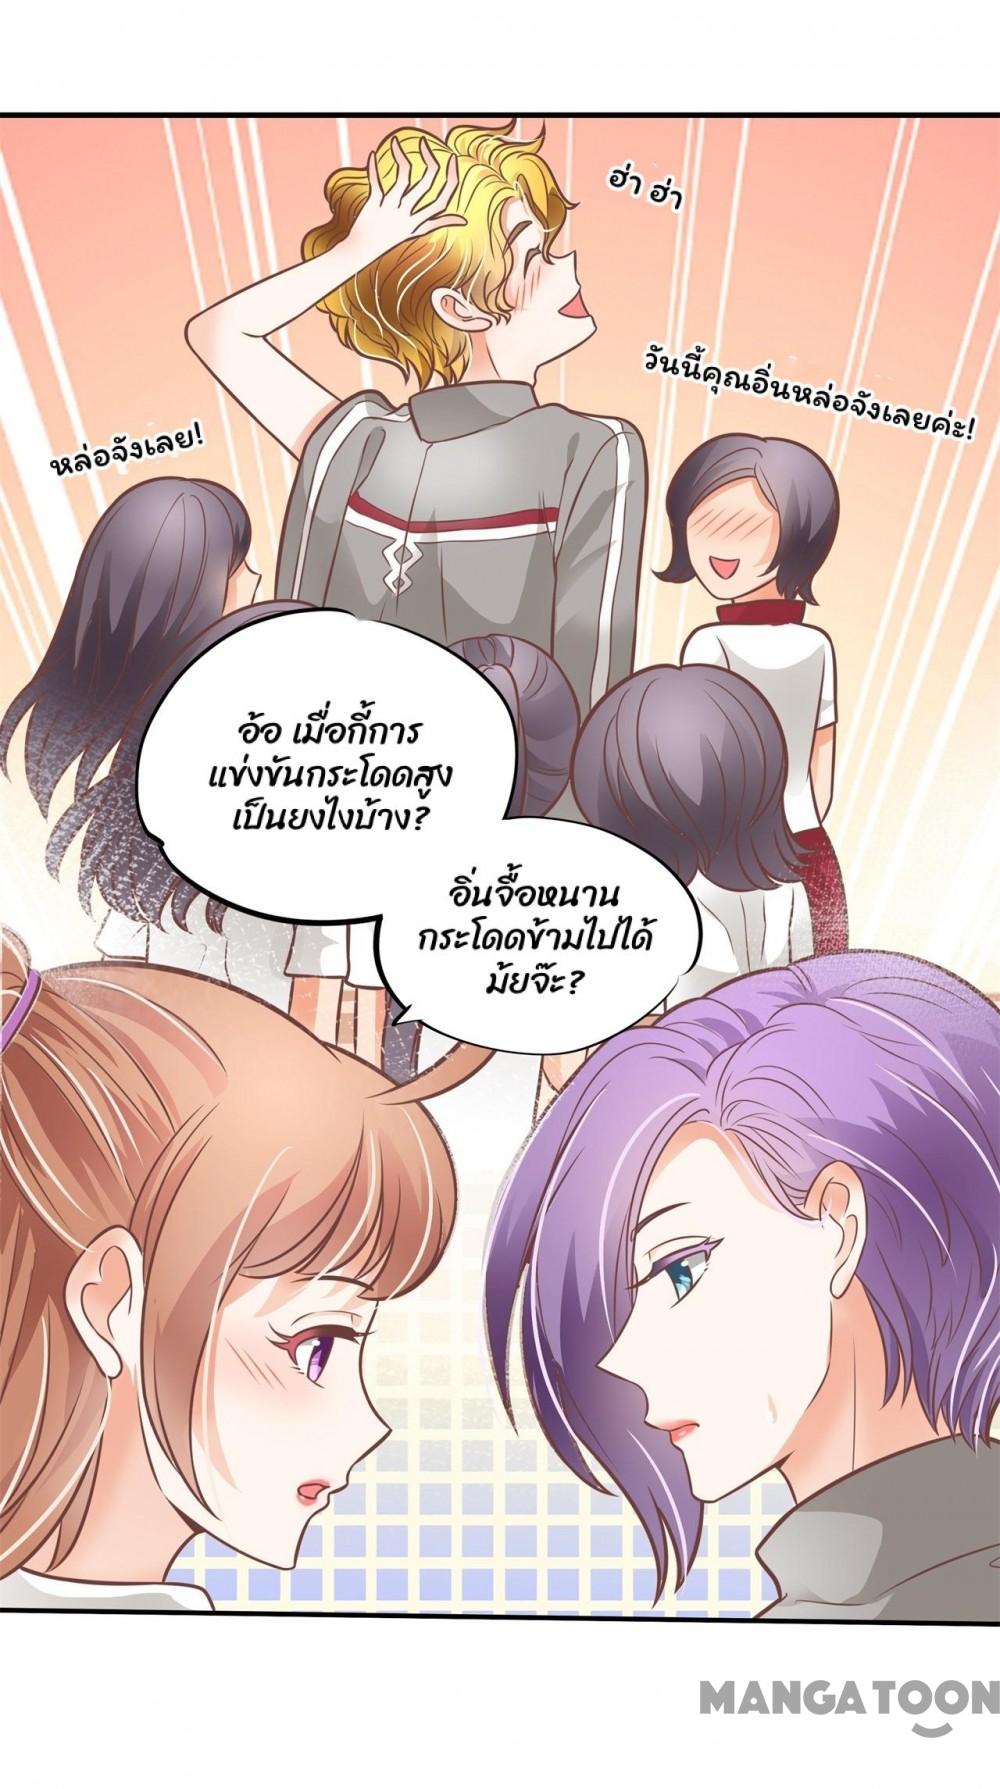 ฮ่า ฮ่า
วันนี้คุณอิ่นหล่อจังเลยค่ะ!
หล่อจังเลย!
อ้อ เมื่อกี้การ
แข่งขันกระโดดสูง
เป็นยงไงบ้าง?
อิ่นจื้อหนาน
กระโดดข้ามไปได้
มัยจ๊ะ?
MANGATOON